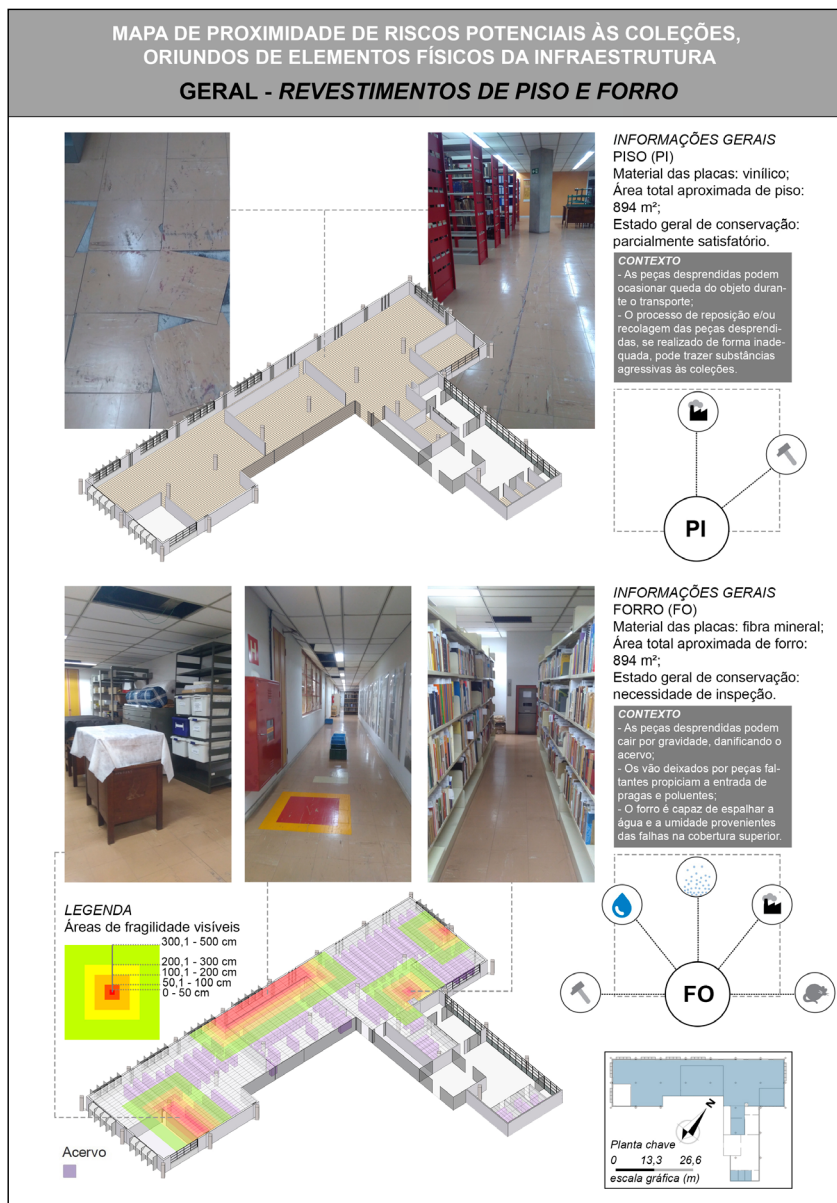 MAPA DE PROXIMIDADE DE RISCOS POTENCIAIS ÀS COLEÇÕES,
ORIUNDOS DE ELEMENTOS FÍSICOS DA INFRAESTRUTURA
GERAL - REVESTIMENTOS DE PISO E FORRO
INFORMAÇÕES GERAIS
PISO (PI)
Material das placas: vinílico;
Área total aproximada de piso:
894 m²;
Estado geral de conservação:
parcialmente satisfatório.
CONTEXTO
- As peças desprendidas podem
ocasionar queda do objeto duran-
te o transporte;
- O processo de reposição e/ou
recolagem das peças desprendi-
das, se realizado de forma inade-
quada, pode trazer substâncias
agressivas às coleções.
PI
INFORMAÇÕES GERAIS
FORRO (FO)
Material das placas: fibra mineral;
Área total aproximada de forro:
894 m²;
Estado geral de conservação:
necessidade de inspeção.
CONTEXTO
- As peças desprendidas podem
cair por gravidade, danificando o
acervo;
- Os vão deixados por peças fal-
tantes propiciam a entrada de
pragas e poluentes;
- O forro é capaz de espalhar a
água e a umidade provenientes
das falhas na cobertura superior.
FO
H
LEGENDA
Áreas de fragilidade visíveis
300,1 - 500 cm
200,1 - 300 cm
100,1 - 200 cm
50,1 - 100 cm
0 - 50 cm
Acervo
N
Planta chave
0 13,3 26,6
escala gráfica (m)